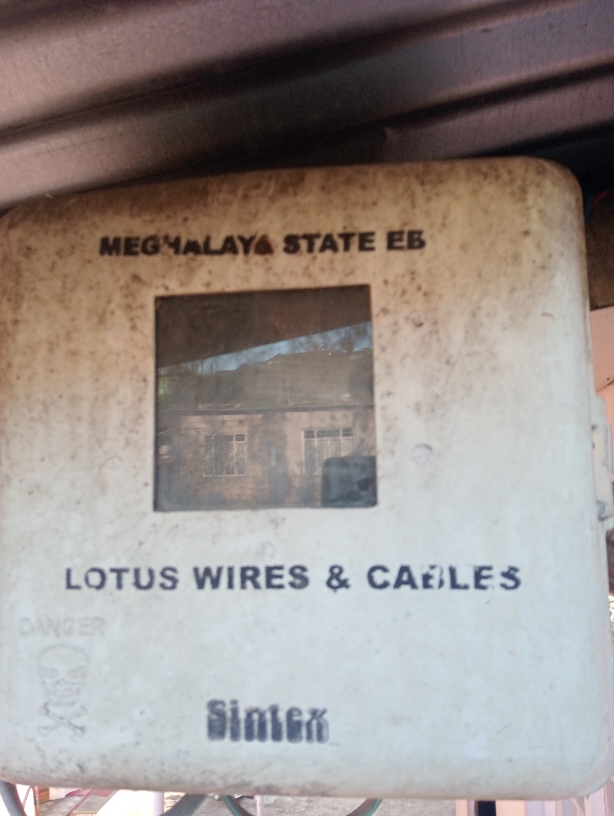 MEGHALAYA STATE EB
LOTUS WIRES & CABLES
DANGER
Sintex